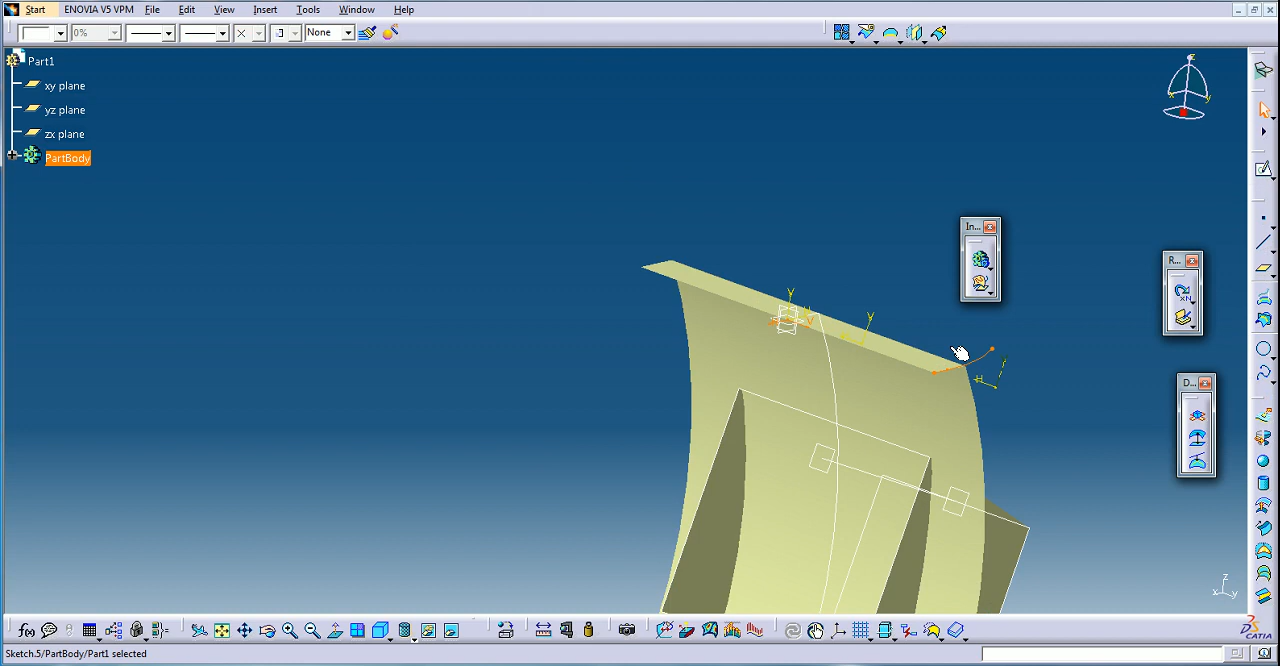 Start ENOVIA V5 VPM File Edit View Insert Tools Window Help
0% None
Part1
xy plane
yz plane
zx plane
PartBody
In...
R...
D...
XN
y
y
H
z
x y
f(x)
CATIA
Sketch.5/PartBody/Part1 selected